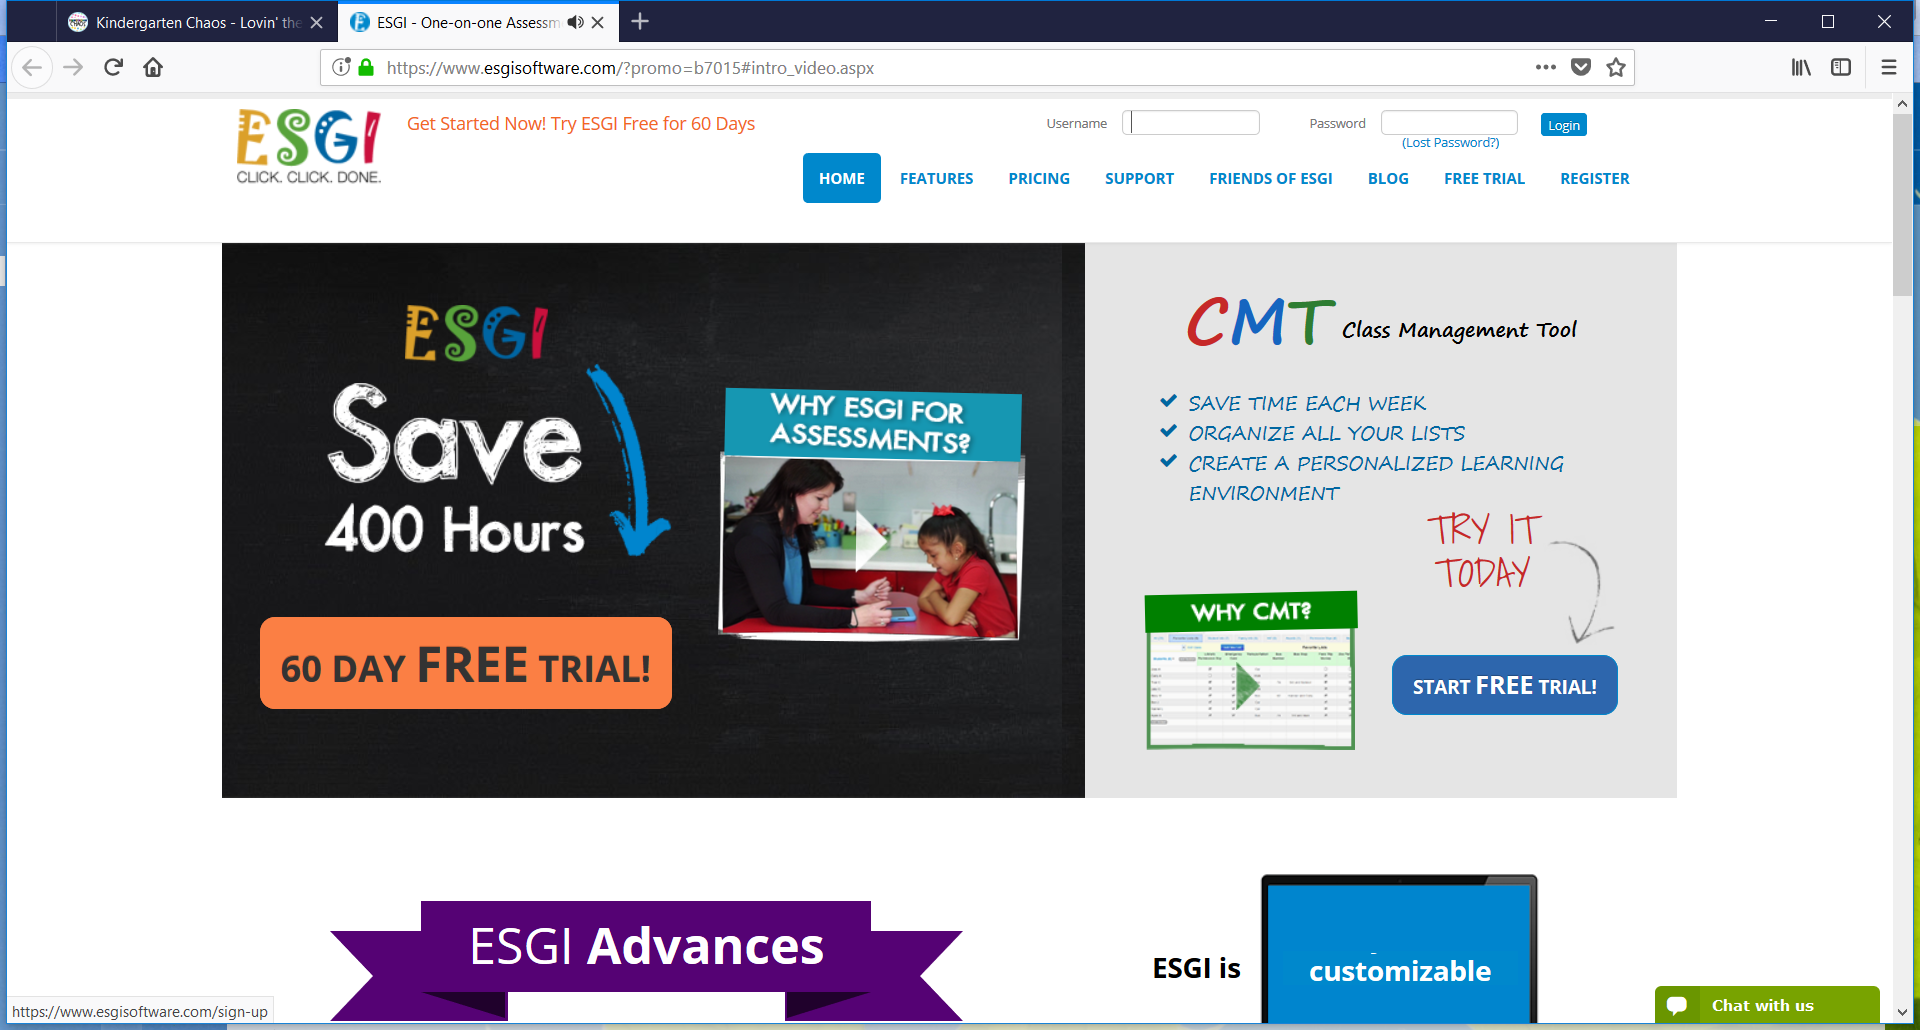 Kindergarten Chaos - Lovin' the
ESGI - One-on-one Assessm
https://www.esgisoftware.com/?promo=b7015#intro_video.aspx
ESGI
CLICK. CLICK. DONE.
Get Started Now! Try ESGI Free for 60 Days
Username
Password
Login
(Lost Password?)
HOME FEATURES PRICING SUPPORT FRIENDS OF ESGI BLOG FREE TRIAL REGISTER
ESGI
Save
400 Hours
60 DAY FREE TRIAL!
WHY ESGI FOR
ASSESSMENTS?
CMT Class Management Tool
SAVE TIME EACH WEEK
ORGANIZE ALL YOUR LISTS
CREATE A PERSONALIZED LEARNING
ENVIRONMENT
TRY IT
TODAY
WHY CMT?
START FREE TRIAL!
ESGI Advances
ESGI is
customizable
https://www.esgisoftware.com/sign-up
Chat with us